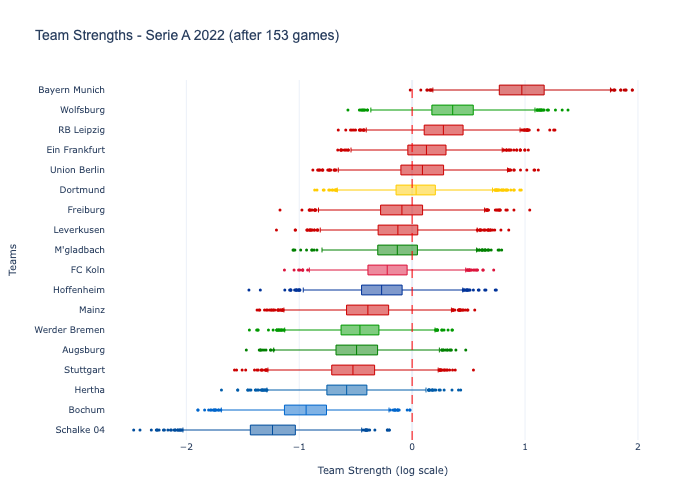 Team Strengths - Serie A 2022 (after 153 games)
Bayern Munich
Wolfsburg
RB Leipzig
Ein Frankfurt
Union Berlin
Dortmund
Freiburg
Leverkusen
M'gladbach
FC Koln
Hoffenheim
Mainz
Werder Bremen
Augsburg
Stuttgart
Hertha
Bochum
Schalke 04
Teams
−2 −1 0 1 2
Team Strength (log scale)